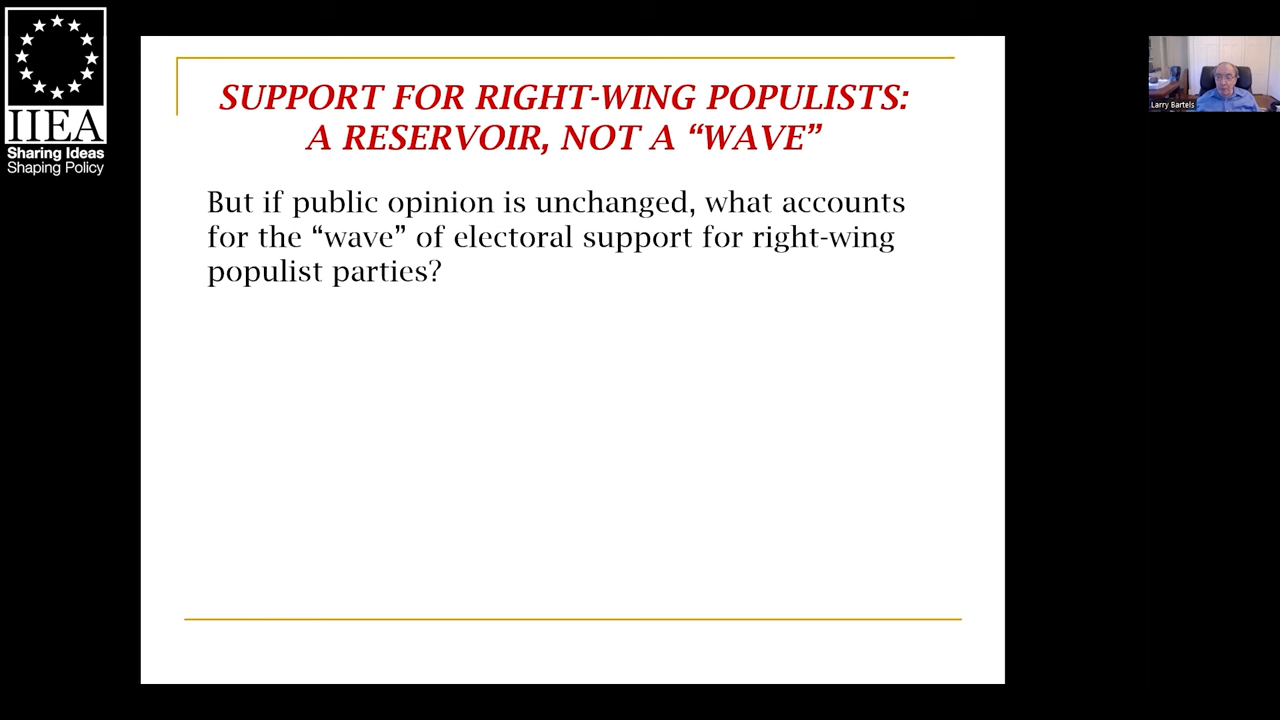 IIEA
Sharing Ideas
Shaping Policy
SUPPORT FOR RIGHT-WING POPULISTS:
A RESERVOIR, NOT A “WAVE”
But if public opinion is unchanged, what accounts
for the “wave” of electoral support for right-wing
populist parties?
Larry Bartels